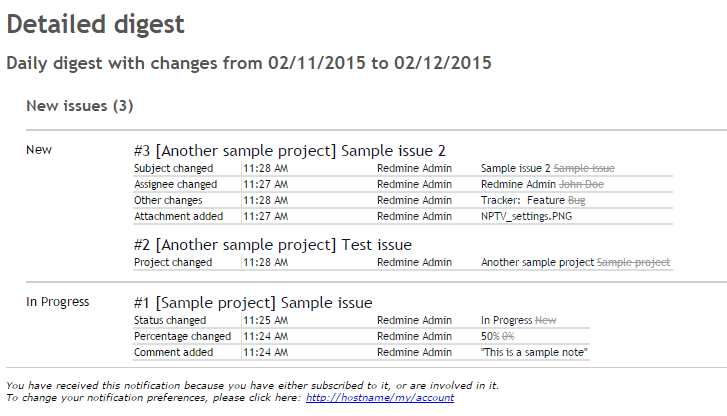 Detailed digest
Daily digest with changes from 02/11/2015 to 02/12/2015
New issues (3)
New
#3 [Another sample project] Sample issue 2
Subject changed 11:28 AM Redmine Admin Sample issue 2 Sample issue
Assignee changed 11:27 AM Redmine Admin Redmine Admin John Doe
Other changes 11:28 AM Redmine Admin Tracker: Feature Bug
Attachment added 11:27 AM Redmine Admin NPTV_settings.PNG
#2 [Another sample project] Test issue
Project changed 11:28 AM Redmine Admin Another sample project Sample project
In Progress
#1 [Sample project] Sample issue
Status changed 11:25 AM Redmine Admin In Progress New
Percentage changed 11:24 AM Redmine Admin 50% 0%
Comment added 11:24 AM Redmine Admin "This is a sample note"
You have received this notification because you have either subscribed to it, or are involved in it.
To change your notification preferences, please click here: http://hostname/my/account